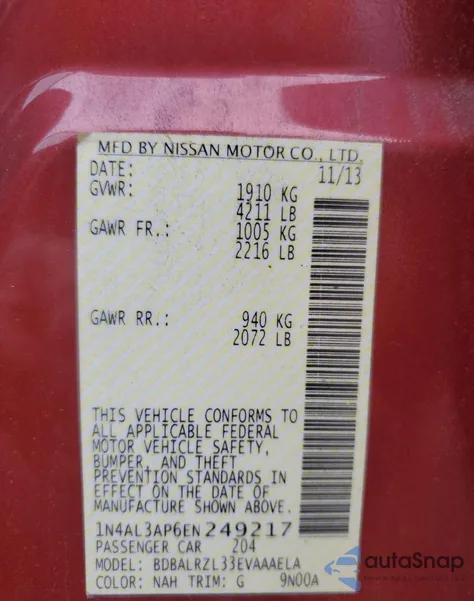 MFD BY NISSAN MOTOR CO., LTD.
DATE: 11/13
GVWR: 1910 KG
4211 LB
GAWR FR.: 1005 KG
2216 LB
GAWR RR.: 940 KG
2072 LB
THIS VEHICLE CONFORMS TO
ALL APPLICABLE FEDERAL
MOTOR VEHICLE SAFETY,
BUMPER, AND THEFT
PREVENTION STANDARDS IN
EFFECT ON THE DATE OF
MANUFACTURE SHOWN ABOVE.
1N4AL3AP6EN249217
PASSENGER CAR 204
MODEL: BDBALRZL33EVAAAELA
COLOR: NAH TRIM: G 9N00A
autoSnap